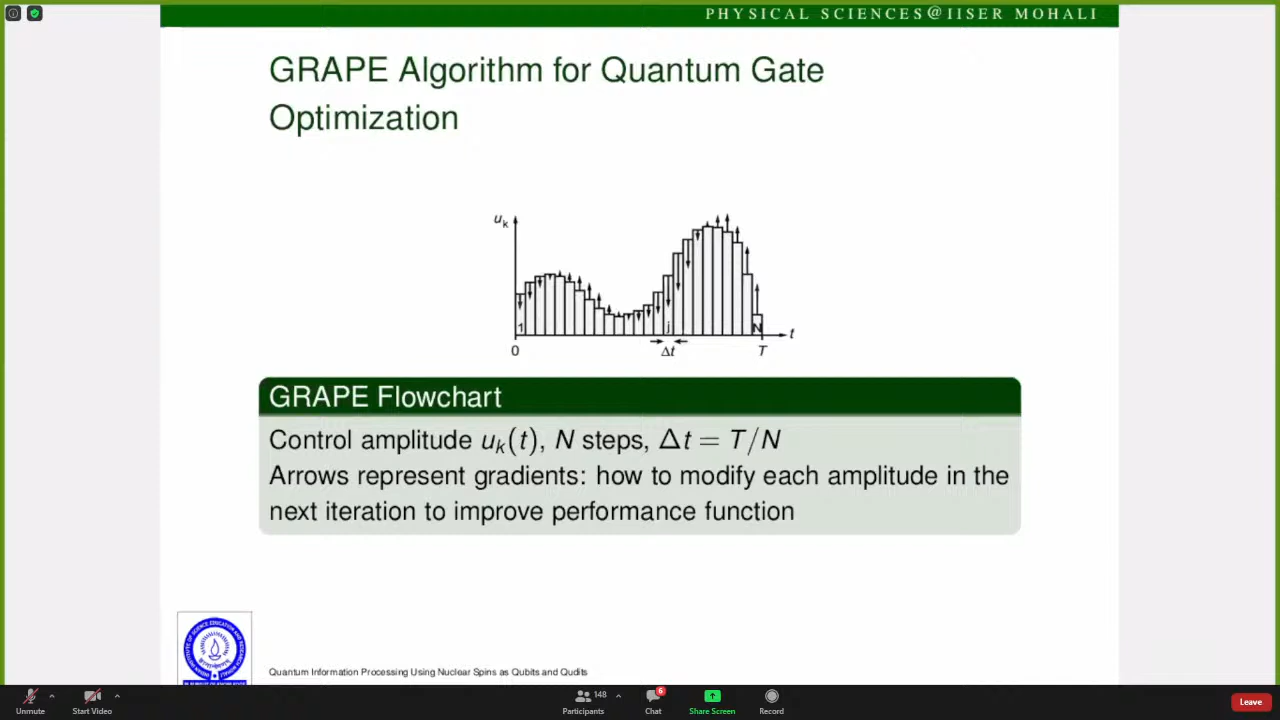 PHYSICAL SCIENCES@IISER MOHALI
GRAPE Algorithm for Quantum Gate
Optimization
u_k
1
j
N
t
0
Δt
T
GRAPE Flowchart
Control amplitude u_k(t), N steps, Δt = T/N
Arrows represent gradients: how to modify each amplitude in the
next iteration to improve performance function
Quantum Information Processing Using Nuclear Spins as Qubits and Qudits
Unmute
Start Video
148
Participants
6
Chat
Share Screen
Record
Leave